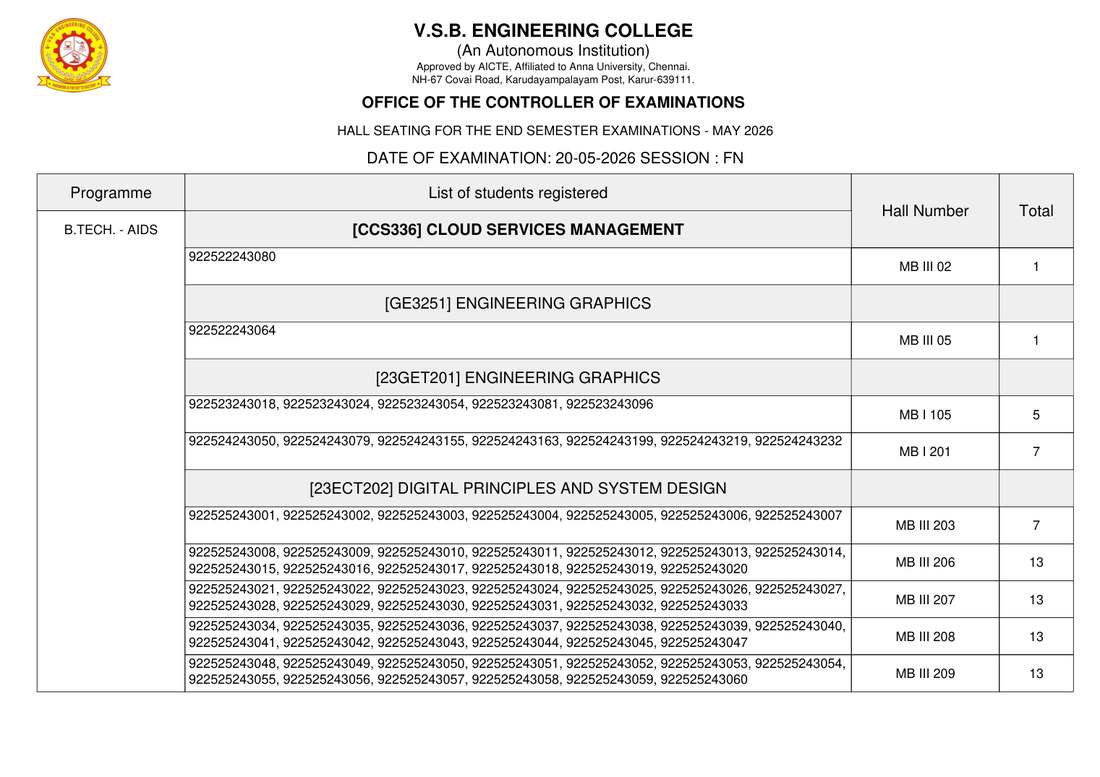 V.S.B. ENGINEERING COLLEGE
(An Autonomous Institution)
Approved by AICTE, Affiliated to Anna University, Chennai.
NH-67 Covai Road, Karudayampalayam Post, Karur-639111.
OFFICE OF THE CONTROLLER OF EXAMINATIONS
HALL SEATING FOR THE END SEMESTER EXAMINATIONS - MAY 2026
DATE OF EXAMINATION: 20-05-2026 SESSION : FN
Programme List of students registered Hall Number Total
B.TECH. - AIDS [CCS336] CLOUD SERVICES MANAGEMENT
922522243080 MB III 02 1
[GE3251] ENGINEERING GRAPHICS
922522243064 MB III 05 1
[23GET201] ENGINEERING GRAPHICS
922523243018, 922523243024, 922523243054, 922523243081, 922523243096 MB I 105 5
922524243050, 922524243079, 922524243155, 922524243163, 922524243199, 922524243219, 922524243232 MB I 201 7
[23ECT202] DIGITAL PRINCIPLES AND SYSTEM DESIGN
922525243001, 922525243002, 922525243003, 922525243004, 922525243005, 922525243006, 922525243007 MB III 203 7
922525243008, 922525243009, 922525243010, 922525243011, 922525243012, 922525243013, 922525243014,
922525243015, 922525243016, 922525243017, 922525243018, 922525243019, 922525243020 MB III 206 13
922525243021, 922525243022, 922525243023, 922525243024, 922525243025, 922525243026, 922525243027,
922525243028, 922525243029, 922525243030, 922525243031, 922525243032, 922525243033 MB III 207 13
922525243034, 922525243035, 922525243036, 922525243037, 922525243038, 922525243039, 922525243040,
922525243041, 922525243042, 922525243043, 922525243044, 922525243045, 922525243047 MB III 208 13
922525243048, 922525243049, 922525243050, 922525243051, 922525243052, 922525243053, 922525243054,
922525243055, 922525243056, 922525243057, 922525243058, 922525243059, 922525243060 MB III 209 13